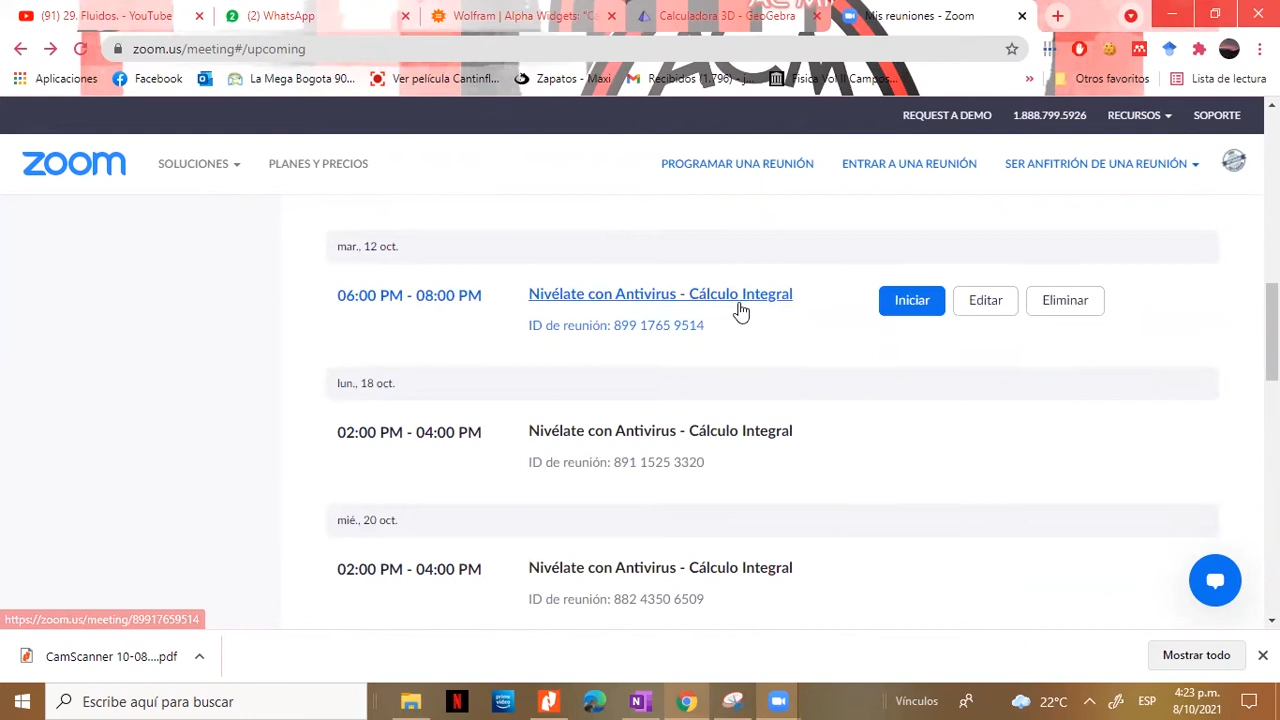 (91) 29. Fluidos. - YouTube
(2) WhatsApp
Wolfram | Alpha Widgets: "Ca
Calculadora 3D - GeoGebra
Mis reuniones - Zoom
zoom.us/meeting#/upcoming
Aplicaciones
Facebook
La Mega Bogota 90...
Ver película Cantinfl...
Zapatos - Maxi
Recibidos (1.796) - j...
Fisica Vol II Campos...
»
Otros favoritos
Lista de lectura
REQUEST A DEMO
1.888.799.5926
RECURSOS
SOPORTE
zoom
SOLUCIONES
PLANES Y PRECIOS
PROGRAMAR UNA REUNIÓN
ENTRAR A UNA REUNIÓN
SER ANFITRIÓN DE UNA REUNIÓN
mar., 12 oct.
06:00 PM - 08:00 PM
Nivélate con Antivirus - Cálculo Integral
Iniciar
Editar
Eliminar
ID de reunión: 899 1765 9514
lun., 18 oct.
02:00 PM - 04:00 PM
Nivélate con Antivirus - Cálculo Integral
ID de reunión: 891 1525 3320
mié., 20 oct.
02:00 PM - 04:00 PM
Nivélate con Antivirus - Cálculo Integral
ID de reunión: 882 4350 6509
https://zoom.us/meeting/89917659514
CamScanner 10-08....pdf
Mostrar todo
Escribe aquí para buscar
Vínculos
22°C
ESP
4:23 p.m.
8/10/2021